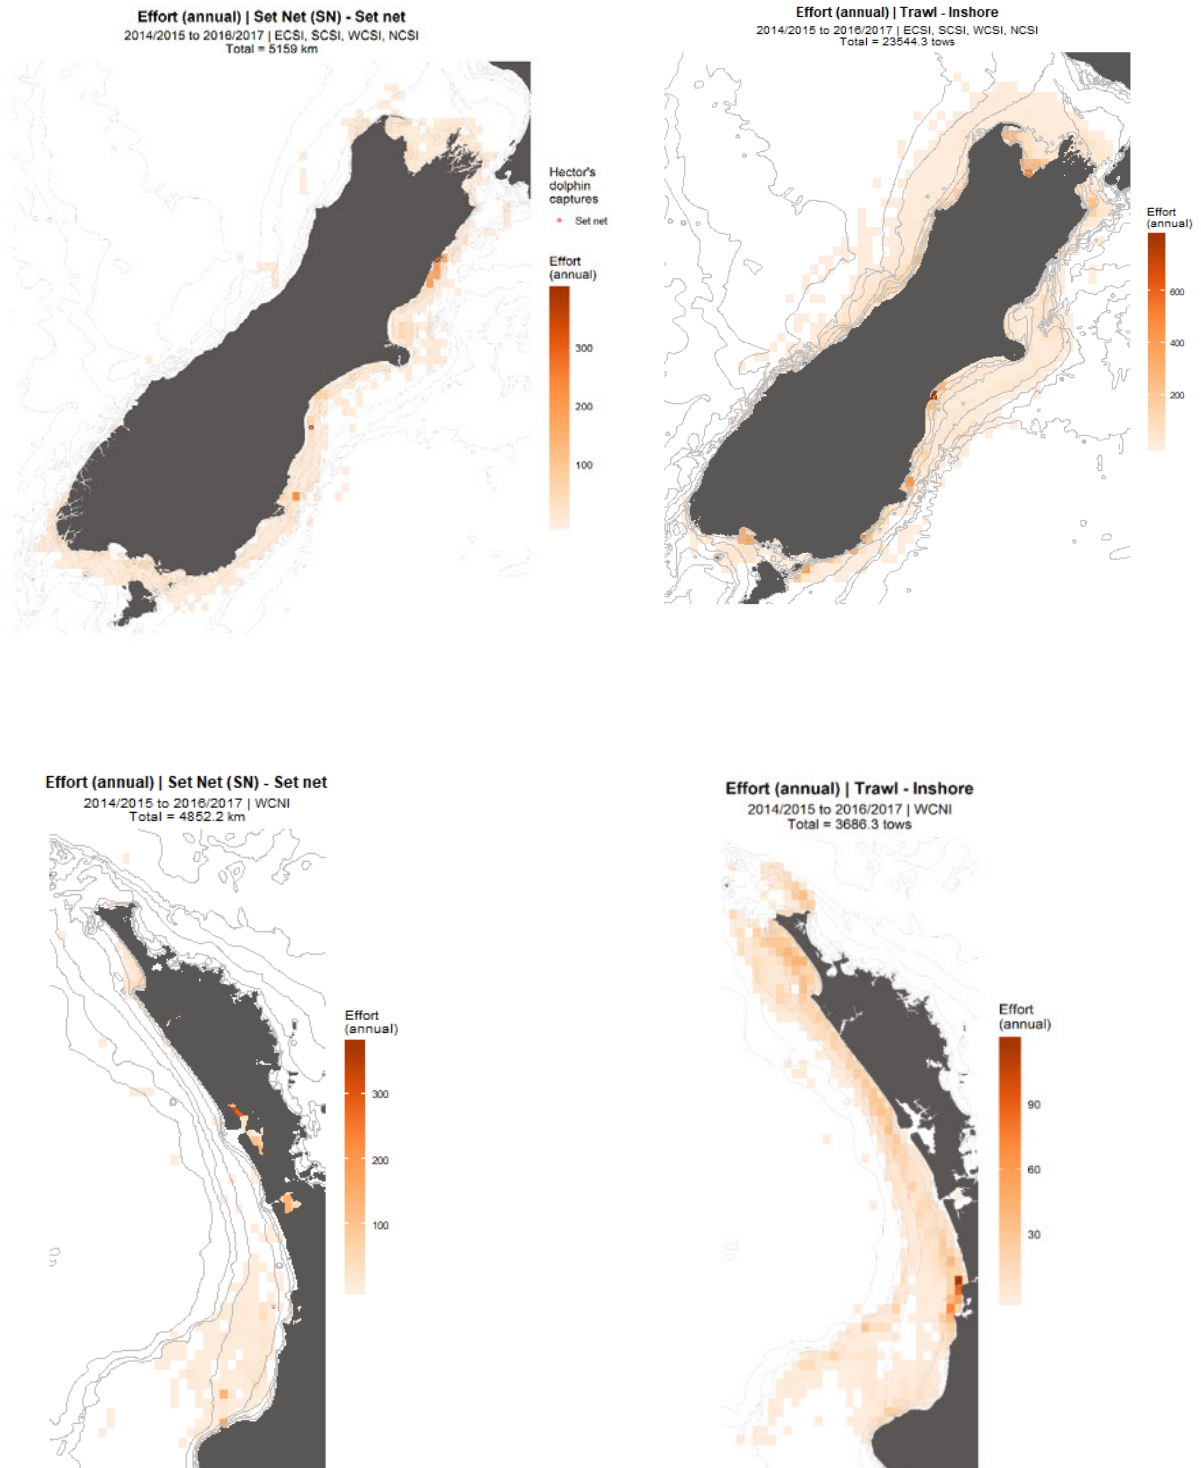 Effort (annual) | Set Net (SN) - Set net
2014/2015 to 2016/2017 | ECSI, SCSI, WCSI, NCSI
Total = 5159 km
Hector's
dolphin
captures
Set net
Effort
(annual)
300
200
100
Effort (annual) | Trawl - Inshore
2014/2015 to 2016/2017 | ECSI, SCSI, WCSI, NCSI
Total = 23544.3 tows
Effort
(annual)
600
400
200
Effort (annual) | Set Net (SN) - Set net
2014/2015 to 2016/2017 | WCNI
Total = 4852.2 km
Effort
(annual)
300
200
100
Effort (annual) | Trawl - Inshore
2014/2015 to 2016/2017 | WCNI
Total = 3686.3 tows
Effort
(annual)
90
60
30